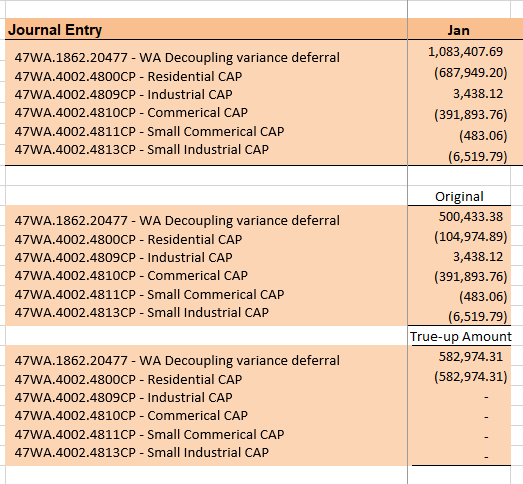 Journal Entry Jan
47WA.1862.20477 - WA Decoupling variance deferral 1,083,407.69
47WA.4002.4800CP - Residential CAP (687,949.20)
47WA.4002.4809CP - Industrial CAP 3,438.12
47WA.4002.4810CP - Commerical CAP (391,893.76)
47WA.4002.4811CP - Small Commerical CAP (483.06)
47WA.4002.4813CP - Small Industrial CAP (6,519.79)
Original
47WA.1862.20477 - WA Decoupling variance deferral 500,433.38
47WA.4002.4800CP - Residential CAP (104,974.89)
47WA.4002.4809CP - Industrial CAP 3,438.12
47WA.4002.4810CP - Commerical CAP (391,893.76)
47WA.4002.4811CP - Small Commerical CAP (483.06)
47WA.4002.4813CP - Small Industrial CAP (6,519.79)
True-up Amount
47WA.1862.20477 - WA Decoupling variance deferral 582,974.31
47WA.4002.4800CP - Residential CAP (582,974.31)
47WA.4002.4809CP - Industrial CAP -
47WA.4002.4810CP - Commerical CAP -
47WA.4002.4811CP - Small Commerical CAP -
47WA.4002.4813CP - Small Industrial CAP -